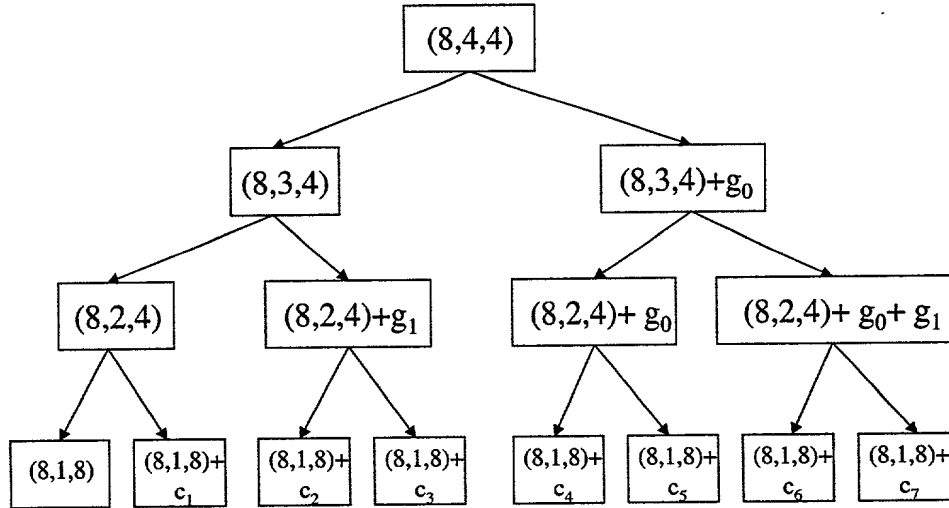 (8,4,4)
(8,3,4)
(8,3,4)+g₀
(8,2,4)
(8,2,4)+g₁
(8,2,4)+ g₀
(8,2,4)+ g₀+ g₁
(8,1,8)
(8,1,8)+
c₁
(8,1,8)+
c₂
(8,1,8)+
c₃
(8,1,8)+
c₄
(8,1,8)+
c₅
(8,1,8)+
c₆
(8,1,8)+
c₇